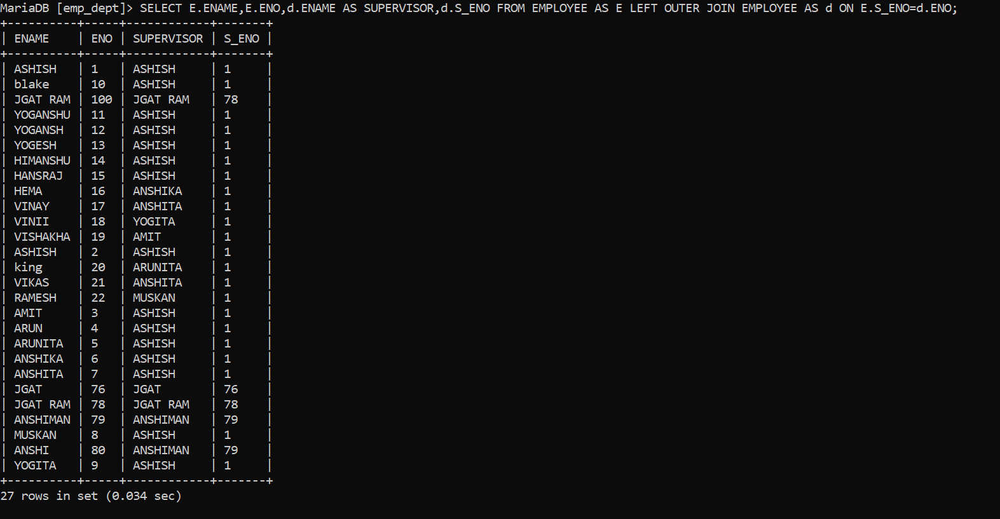 MariaDB [emp_dept]> SELECT E.ENAME,E.ENO,d.ENAME AS SUPERVISOR,d.S_ENO FROM EMPLOYEE AS E LEFT OUTER JOIN EMPLOYEE AS d ON E.S_ENO=d.ENO;
+----------+-----+------------+-------+
| ENAME    | ENO | SUPERVISOR | S_ENO |
+----------+-----+------------+-------+
| ASHISH   | 1   | ASHISH     | 1     |
| blake    | 10  | ASHISH     | 1     |
| JGAT RAM | 100 | JGAT RAM   | 78    |
| YOGANSHU | 11  | ASHISH     | 1     |
| YOGANSH  | 12  | ASHISH     | 1     |
| YOGESH   | 13  | ASHISH     | 1     |
| HIMANSHU | 14  | ASHISH     | 1     |
| HANSRAJ  | 15  | ASHISH     | 1     |
| HEMA     | 16  | ANSHIKA    | 1     |
| VINAY    | 17  | ANSHITA    | 1     |
| VINII    | 18  | YOGITA     | 1     |
| VISHAKHA | 19  | AMIT       | 1     |
| ASHISH   | 2   | ASHISH     | 1     |
| king     | 20  | ARUNITA    | 1     |
| VIKAS    | 21  | ANSHITA    | 1     |
| RAMESH   | 22  | MUSKAN     | 1     |
| AMIT     | 3   | ASHISH     | 1     |
| ARUN     | 4   | ASHISH     | 1     |
| ARUNITA  | 5   | ASHISH     | 1     |
| ANSHIKA  | 6   | ASHISH     | 1     |
| ANSHITA  | 7   | ASHISH     | 1     |
| JGAT     | 76  | JGAT       | 76    |
| JGAT RAM | 78  | JGAT RAM   | 78    |
| ANSHIMAN | 79  | ANSHIMAN   | 79    |
| MUSKAN   | 8   | ASHISH     | 1     |
| ANSHI    | 80  | ANSHIMAN   | 79    |
| YOGITA   | 9   | ASHISH     | 1     |
+----------+-----+------------+-------+
27 rows in set (0.034 sec)